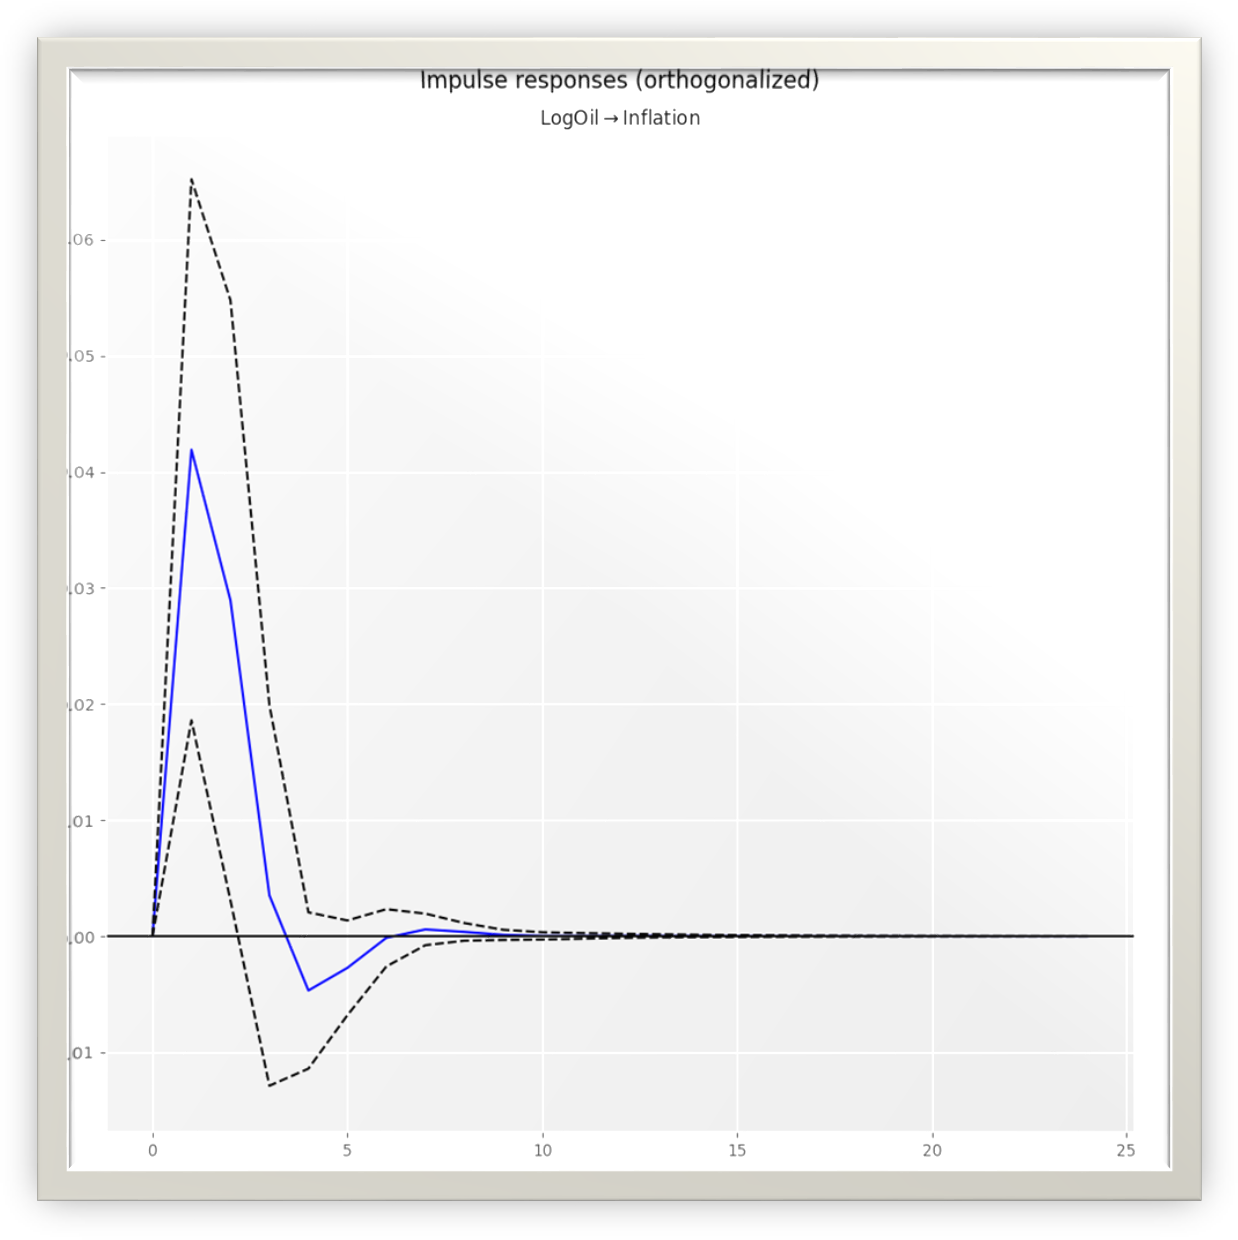 Impulse responses (orthogonalized)
LogOil → Inflation
.06
.05
.04
.03
.02
.01
.00
.01
0 5 10 15 20 25